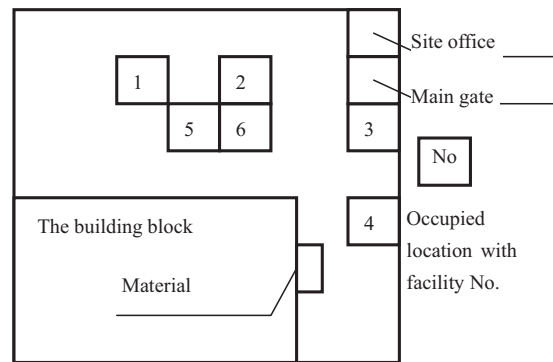 Site office
1
2
Main gate
5
6
3
No
The building block
4
Occupied
location with
facility No.
Material